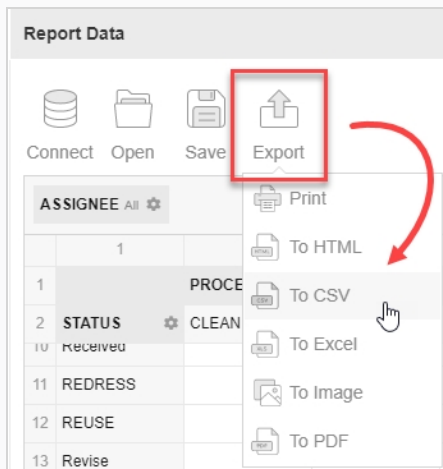 Report Data
Connect Open Save Export
ASSIGNEE All
Print
To HTML
To CSV
To Excel
To Image
To PDF
1
1 PROCE
2 STATUS CLEAN
10 Received
11 REDRESS
12 REUSE
13 Revise